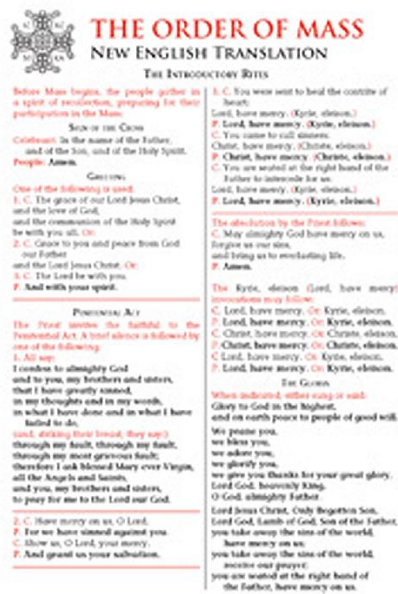 THE ORDER OF MASS
NEW ENGLISH TRANSLATION
THE INTRODUCTORY RITES
Before Mass begins, the people gather in
a spirit of recollection, preparing for their
participation in the Mass.
SIGN OF THE CROSS
Celebrant: In the name of the Father,
and of the Son, and of the Holy Spirit.
People: Amen.
GREETING
One of the following is used:
1. C. The grace of our Lord Jesus Christ,
and the love of God,
and the communion of the Holy Spirit
be with you all. Or:
2. C. Grace to you and peace from God
our Father
and the Lord Jesus Christ. Or:
3. C. The Lord be with you.
P. And with your spirit.
PENITENTIAL ACT
The Priest invites the faithful to the
Penitential Act. A brief silence is followed by
one of the following.
1. All say:
I confess to almighty God
and to you, my brothers and sisters,
that I have greatly sinned,
in my thoughts and in my words,
in what I have done and in what I have
failed to do,
(and, striking their breast, they say:)
through my fault, through my fault,
through my most grievous fault;
therefore I ask blessed Mary ever-Virgin,
all the Angels and Saints,
and you, my brothers and sisters,
to pray for me to the Lord our God.
2. C. Have mercy on us, O Lord.
P. For we have sinned against you.
C. Show us, O Lord, your mercy.
P. And grant us your salvation.
3. C. You were sent to heal the contrite of
heart:
Lord, have mercy. (Kyrie, eleison.)
P. Lord, have mercy. (Kyrie, eleison.)
C. You came to call sinners:
Christ, have mercy. (Christe, eleison.)
P. Christ, have mercy. (Christe, eleison.)
C. You are seated at the right hand of the
Father to intercede for us:
Lord, have mercy. (Kyrie, eleison.)
P. Lord, have mercy. (Kyrie, eleison.)
The absolution by the Priest follows:
C. May almighty God have mercy on us,
forgive us our sins,
and bring us to everlasting life.
P. Amen.
The Kyrie, eleison (Lord, have mercy)
invocations may follow:
C. Lord, have mercy. Or: Kyrie, eleison.
P. Lord, have mercy. Or: Kyrie, eleison.
C. Christ, have mercy. Or: Christe, eleison.
P. Christ, have mercy. Or: Christe, eleison.
C. Lord, have mercy. Or: Kyrie, eleison.
P. Lord, have mercy. Or: Kyrie, eleison.
THE GLORIA
When indicated, either sung or said:
Glory to God in the highest,
and on earth peace to people of good will.
We praise you,
we bless you,
we adore you,
we glorify you,
we give you thanks for your great glory,
Lord God, heavenly King,
O God, almighty Father.
Lord Jesus Christ, Only Begotten Son,
Lord God, Lamb of God, Son of the Father,
you take away the sins of the world,
have mercy on us;
you take away the sins of the world,
receive our prayer;
you are seated at the right hand of
the Father, have mercy on us.